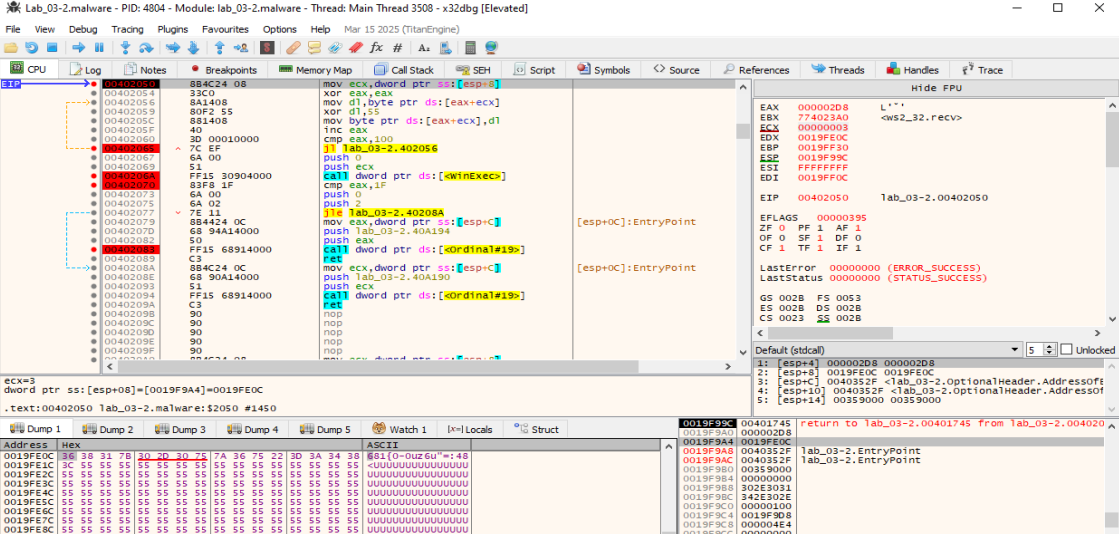 Lab_03-2.malware - PID: 4804 - Module: lab_03-2.malware - Thread: Main Thread 3508 - x32dbg [Elevated]
File View Debug Tracing Plugins Favourites Options Help Mar 15 2025 (TitanEngine)
CPU Log Notes Breakpoints Memory Map Call Stack SEH Script Symbols Source References Threads Handles Trace
EIP 00402050 8B4C24 08 mov ecx,dword ptr ss:[esp+8]
00402054 33C0 xor eax,eax
00402056 8A1408 mov dl,byte ptr ds:[eax+ecx]
00402059 80F2 55 xor dl,55
0040205C 881408 mov byte ptr ds:[eax+ecx],dl
0040205F 40 inc eax
00402060 3D 00010000 cmp eax,100
00402065 7C EF jl lab_03-2.402056
00402067 6A 00 push 0
00402069 51 push ecx
0040206A FF15 30904000 call dword ptr ds:[<WinExec>]
00402070 83F8 1F cmp eax,1F
00402073 6A 00 push 0
00402075 6A 02 push 2
00402077 7E 11 jle lab_03-2.40208A
00402079 8B4424 0C mov eax,dword ptr ss:[esp+C] [esp+0C]:EntryPoint
0040207D 68 94A14000 push lab_03-2.40A194
00402082 50 push eax
00402083 FF15 68914000 call dword ptr ds:[<Ordinal#19>]
00402089 C3 ret
0040208A 8B4C24 0C mov ecx,dword ptr ss:[esp+C] [esp+0C]:EntryPoint
0040208E 68 90A14000 push lab_03-2.40A190
00402093 51 push ecx
00402094 FF15 68914000 call dword ptr ds:[<Ordinal#19>]
0040209A C3 ret
0040209B 90 nop
0040209C 90 nop
0040209D 90 nop
0040209E 90 nop
0040209F 90 nop
Hide FPU
EAX 000002D8 L'˘'
EBX 774023A0 <ws2_32.recv>
ECX 00000003
EDX 0019FE0C
EBP 0019FF30
ESP 0019F99C
ESI FFFFFFFF
EDI 0019FF0C
EIP 00402050 lab_03-2.00402050
EFLAGS 00000395
ZF 0 PF 1 AF 1
OF 0 SF 1 DF 0
CF 1 TF 1 IF 1
LastError 00000000 (ERROR_SUCCESS)
LastStatus 00000000 (STATUS_SUCCESS)
GS 002B FS 0053
ES 002B DS 002B
CS 0023 SS 002B
Default (stdcall) 5 Unlocked
1: [esp+4] 000002D8 000002D8
2: [esp+8] 0019FE0C 0019FE0C
3: [esp+C] 0040352F <lab_03-2.OptionalHeader.AddressOfE
4: [esp+10] 0040352F <lab_03-2.OptionalHeader.AddressOf
5: [esp+14] 00359000 00359000
ecx=3
dword ptr ss:[esp+08]=[0019F9A4]=0019FE0C
.text:00402050 lab_03-2.malware:$2050 #1450
Dump 1 Dump 2 Dump 3 Dump 4 Dump 5 Watch 1 [x=] Locals Struct
Address Hex ASCII
0019FE0C 36 38 31 7B 30 2D 30 75 7A 36 75 22 3D 3A 34 38 681{0-0uz6u"=:48
0019FE1C 3C 55 55 55 55 55 55 55 55 55 55 55 55 55 55 55 <UUUUUUUUUUUUUUU
0019FE2C 55 55 55 55 55 55 55 55 55 55 55 55 55 55 55 55 UUUUUUUUUUUUUUUU
0019FE3C 55 55 55 55 55 55 55 55 55 55 55 55 55 55 55 55 UUUUUUUUUUUUUUUU
0019FE4C 55 55 55 55 55 55 55 55 55 55 55 55 55 55 55 55 UUUUUUUUUUUUUUUU
0019FE5C 55 55 55 55 55 55 55 55 55 55 55 55 55 55 55 55 UUUUUUUUUUUUUUUU
0019FE6C 55 55 55 55 55 55 55 55 55 55 55 55 55 55 55 55 UUUUUUUUUUUUUUUU
0019FE7C 55 55 55 55 55 55 55 55 55 55 55 55 55 55 55 55 UUUUUUUUUUUUUUUU
0019FE8C 55 55 55 55 55 55 55 55 55 55 55 55 55 55 55 55 UUUUUUUUUUUUUUUU
0019F99C 00401745 return to lab_03-2.00401745 from lab_03-2.004020
0019F9A0 000002D8
0019F9A4 0019FE0C
0019F9A8 0040352F lab_03-2.EntryPoint
0019F9AC 0040352F lab_03-2.EntryPoint
0019F9B0 00359000
0019F9B4 00000000
0019F9B8 302E3031
0019F9BC 342E302E
0019F9C0 00000100
0019F9C4 0019F9D8
0019F9C8 000004E4